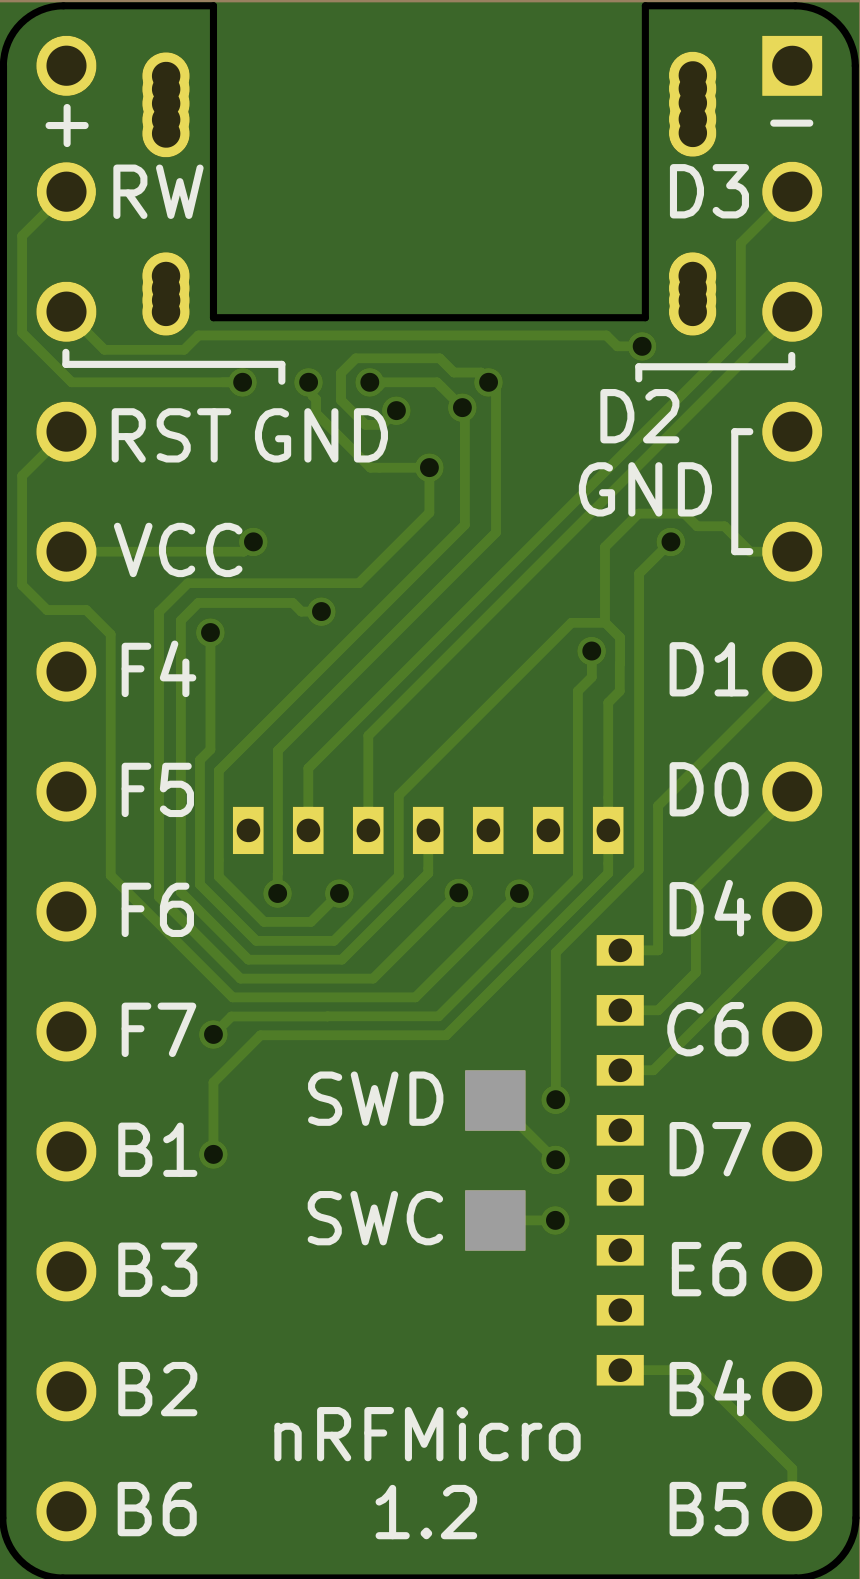 + −
RW D3
RST GND D2
GND
VCC
F4 D1
F5 D0
F6 D4
F7 C6
SWD
B1 D7
SWC
B3 E6
B2 B4
nRFMicro
B6 1.2 B5